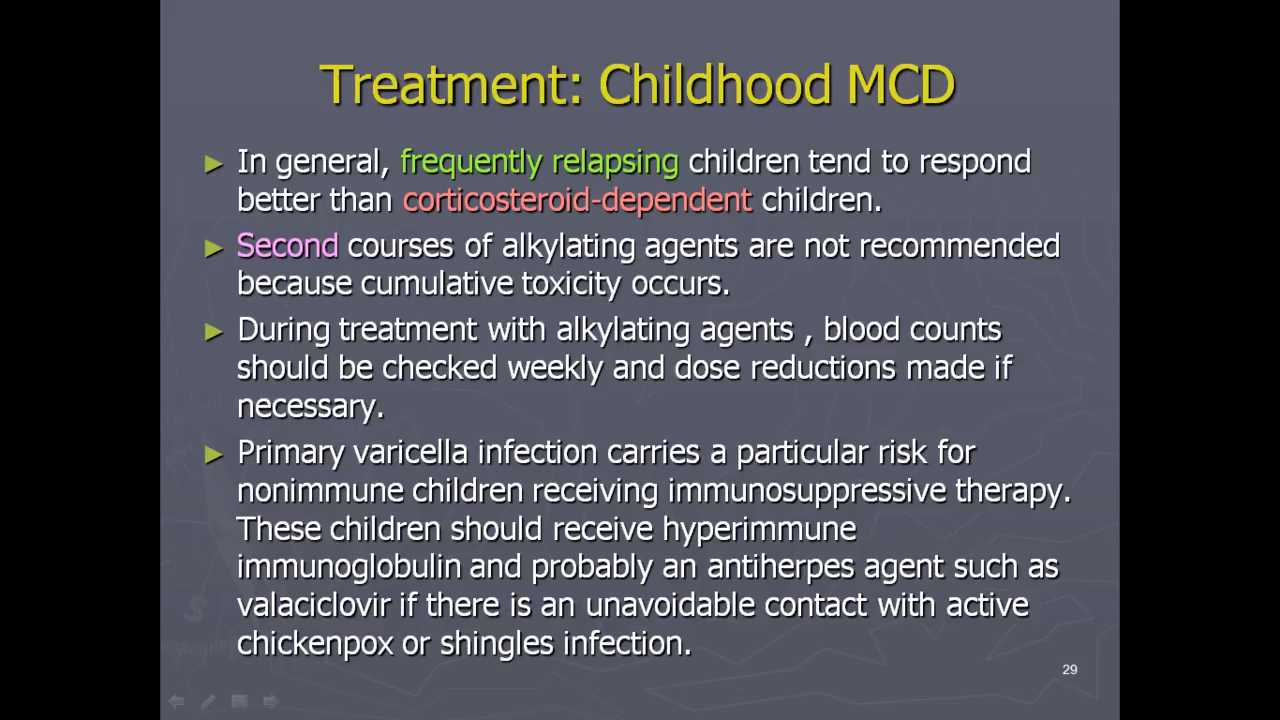 Treatment: Childhood MCD
► In general, frequently relapsing children tend to respond
better than corticosteroid-dependent children.
► Second courses of alkylating agents are not recommended
because cumulative toxicity occurs.
► During treatment with alkylating agents , blood counts
should be checked weekly and dose reductions made if
necessary.
► Primary varicella infection carries a particular risk for
nonimmune children receiving immunosuppressive therapy.
These children should receive hyperimmune
immunoglobulin and probably an antiherpes agent such as
valaciclovir if there is an unavoidable contact with active
chickenpox or shingles infection.
29